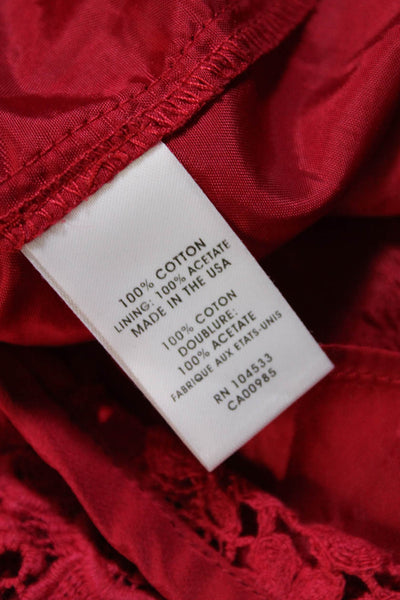 100% COTTON
LINING: 100% ACETATE
MADE IN THE USA
100% COTON
DOUBLURE:
100% ACETATE
FABRIQUE AUX ETATS-UNIS
RN 104533
CA00985